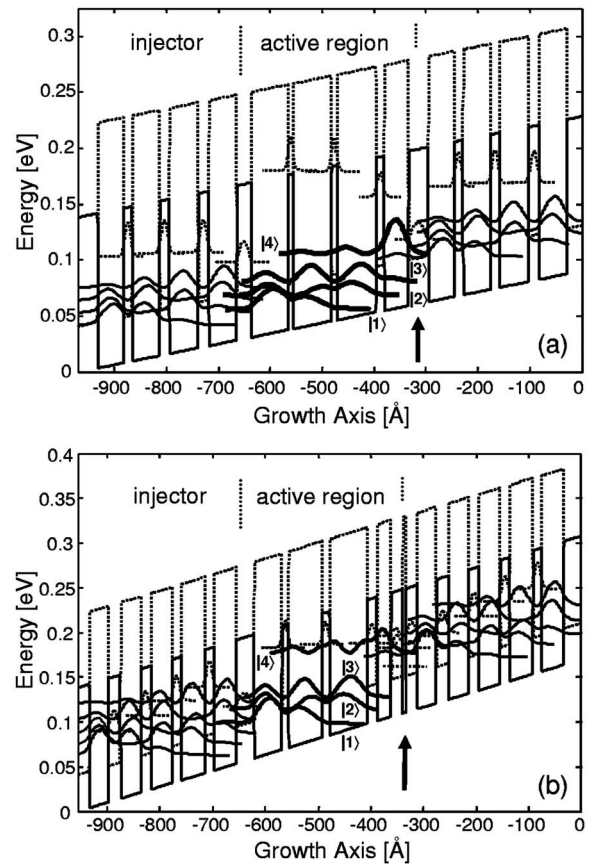 0.3
0.25
0.2
0.15
0.1
0.05
0
Energy [eV]
injector
active region
|4⟩
|3⟩
|2⟩
|1⟩
(a)
-900 -800 -700 -600 -500 -400 -300 -200 -100 0
Growth Axis [Å]
0.4
0.35
0.3
0.25
0.2
0.15
0.1
0.05
0
Energy [eV]
injector
active region
|4⟩
|3⟩
|2⟩
|1⟩
(b)
-900 -800 -700 -600 -500 -400 -300 -200 -100 0
Growth Axis [Å]